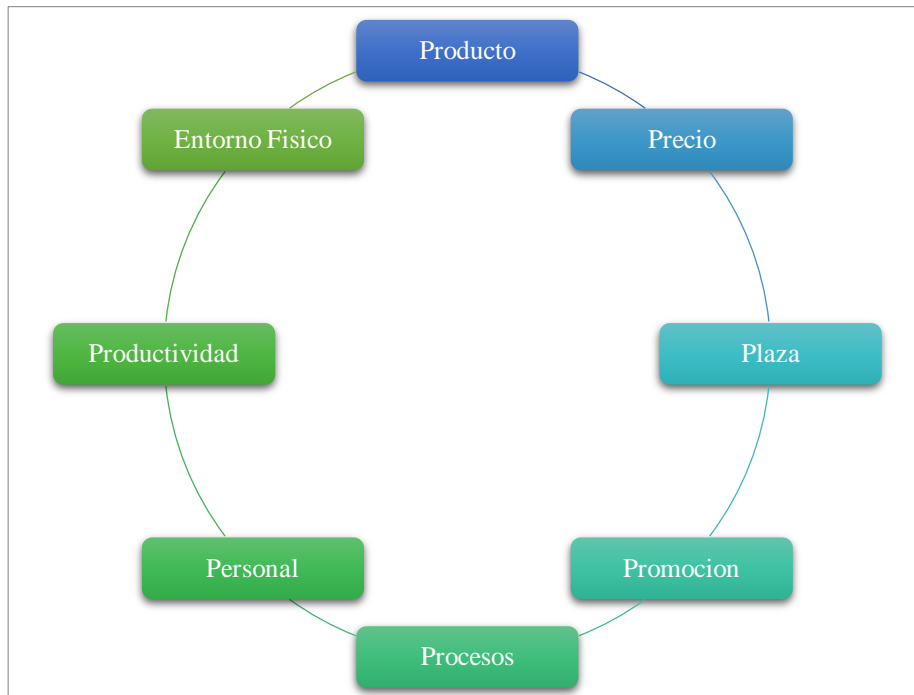 Producto
Precio
Plaza
Promocion
Procesos
Personal
Productividad
Entorno Fisico